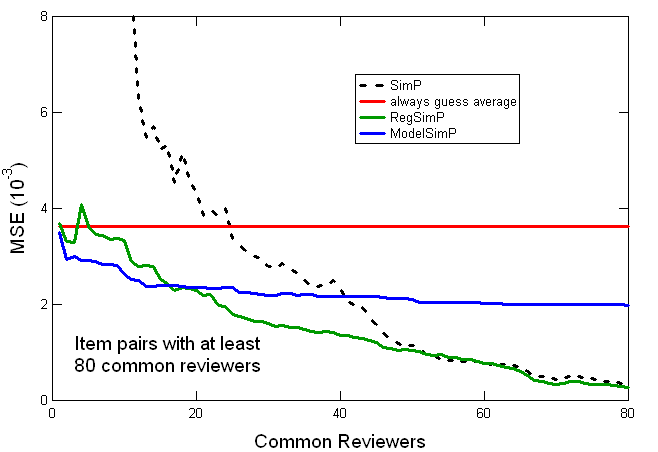 8
6
4
2
0
MSE (10-3)
SimP
always guess average
RegSimP
ModelSimP
Item pairs with at least
80 common reviewers
0
20
40
60
80
Common Reviewers